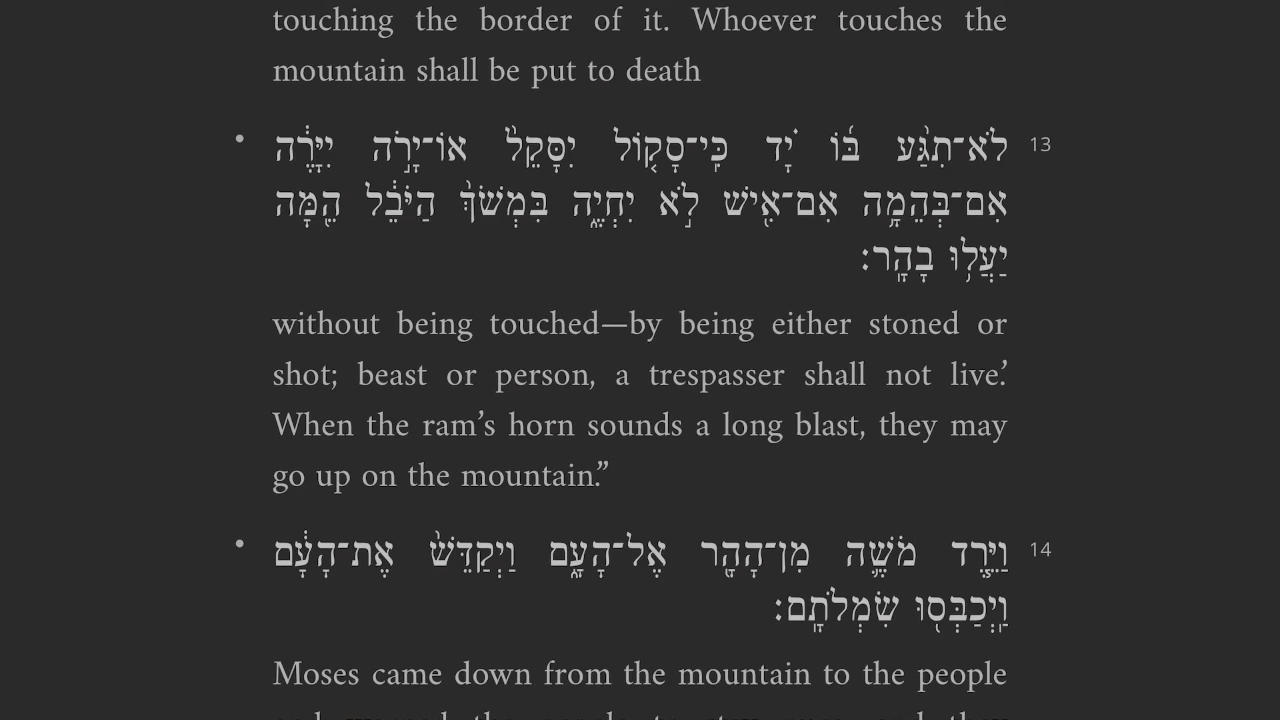 touching the border of it. Whoever touches the
mountain shall be put to death
• לֹא־תִגַּ֨ע בּ֜וֹ יָ֗ד כִּֽי־סָק֤וֹל יִסָּקֵל֙ אוֹ־יָרֹ֣ה יִיָּרֶ֔ה 13
אִם־בְּהֵמָ֥ה אִם־אִ֖ישׁ לֹ֣א יִחְיֶ֑ה בִּמְשֹׁךְ֙ הַיֹּבֵ֔ל הֵ֖מָּה
יַעֲל֥וּ בָהָֽר׃
without being touched—by being either stoned or
shot; beast or person, a trespasser shall not live.’
When the ram’s horn sounds a long blast, they may
go up on the mountain.”
• וַיֵּ֧רֶד מֹשֶׁ֛ה מִן־הָהָ֖ר אֶל־הָעָ֑ם וַיְקַדֵּשׁ֙ אֶת־הָעָ֔ם 14
וַֽיְכַבְּס֖וּ שִׂמְלֹתָֽם׃
Moses came down from the mountain to the people